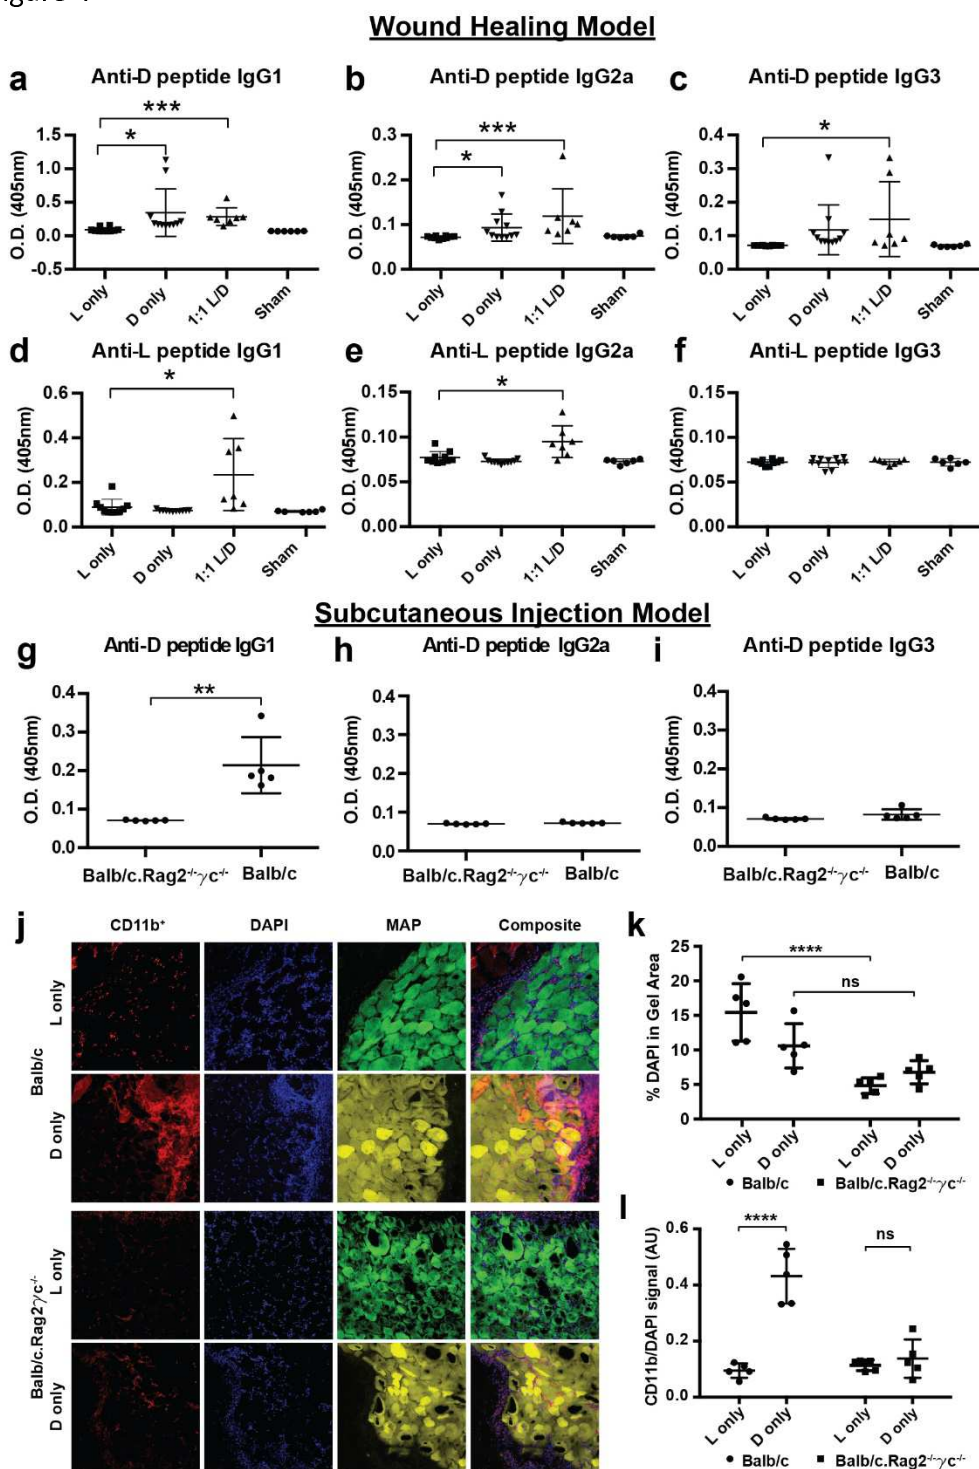 Wound Healing Model
a Anti-D peptide IgG1
b Anti-D peptide IgG2a
c Anti-D peptide IgG3
O.D. (405nm)
1.5
1.0
0.5
0.0
-0.5
***
*
L only
D only
1:1 L/D
Sham
O.D. (405nm)
0.3
0.2
0.1
0.0
***
*
L only
D only
1:1 L/D
Sham
O.D. (405nm)
0.4
0.3
0.2
0.1
0.0
*
L only
D only
1:1 L/D
Sham
d Anti-L peptide IgG1
e Anti-L peptide IgG2a
f Anti-L peptide IgG3
O.D. (405nm)
0.6
0.4
0.2
0.0
*
L only
D only
1:1 L/D
Sham
O.D. (405nm)
0.15
0.10
0.05
0.00
*
L only
D only
1:1 L/D
Sham
O.D. (405nm)
0.15
0.10
0.05
0.00
L only
D only
1:1 L/D
Sham
Subcutaneous Injection Model
g Anti-D peptide IgG1
h Anti-D peptide IgG2a
i Anti-D peptide IgG3
O.D. (405nm)
0.4
0.3
0.2
0.1
0.0
**
Balb/c.Rag2-/-γc-/-
Balb/c
O.D. (405nm)
0.4
0.3
0.2
0.1
0.0
Balb/c.Rag2-/-γc-/-
Balb/c
O.D. (405nm)
0.4
0.3
0.2
0.1
0.0
Balb/c.Rag2-/-γc-/-
Balb/c
j
CD11b+
DAPI
MAP
Composite
Balb/c
L only
D only
Balb/c.Rag2-/-γc-/-
L only
D only
k
% DAPI in Gel Area
25
20
15
10
5
0
****
ns
L only
D only
L only
D only
Balb/c
Balb/c.Rag2-/-γc-/-
l
CD11b/DAPI signal (AU)
0.6
0.4
0.2
0.0
****
ns
L only
D only
L only
D only
Balb/c
Balb/c.Rag2-/-γc-/-